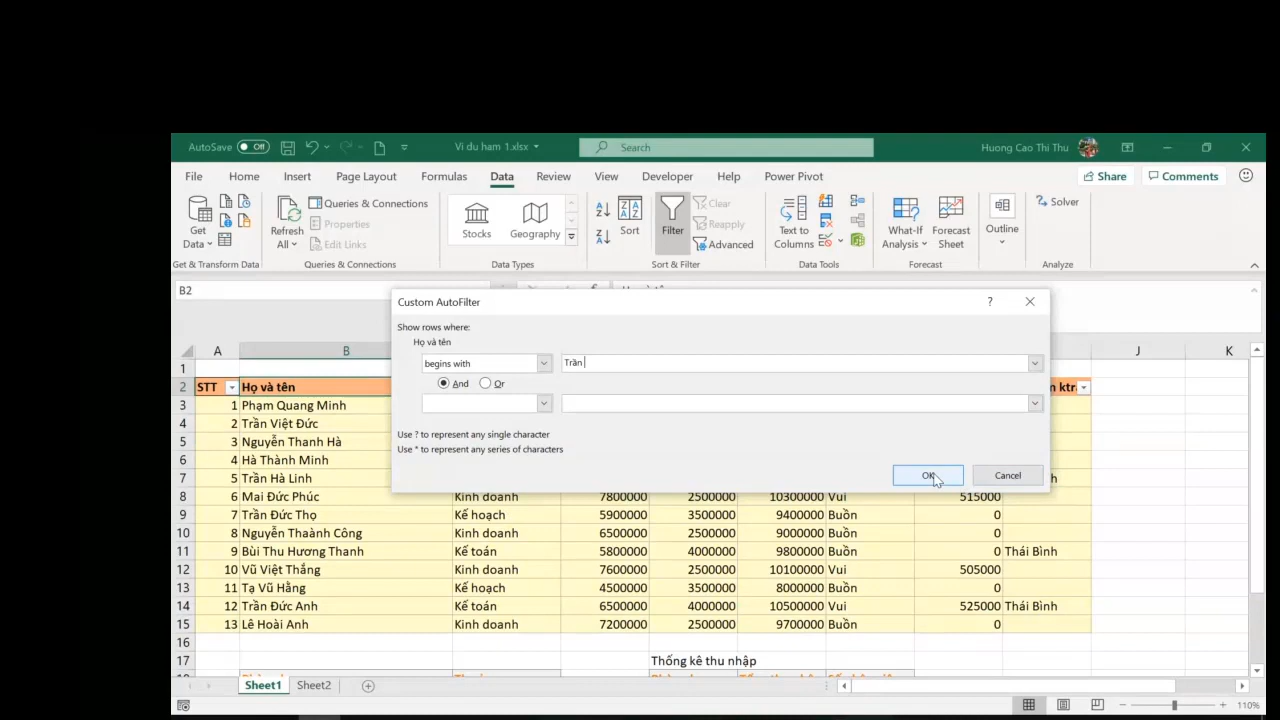 AutoSave Off Vi du ham 1.xlsx Search Huong Cao Thi Thu
File Home Insert Page Layout Formulas Data Review View Developer Help Power Pivot Share Comments
Get Data Refresh All Queries & Connections Properties Edit Links Stocks Geography Sort Filter Clear Reapply Advanced Text to Columns What-If Analysis Forecast Sheet Outline Solver
Get & Transform Data Queries & Connections Data Types Sort & Filter Data Tools Forecast Analyze
B2
Custom AutoFilter ?
Show rows where:
Họ và tên
begins with Trần
And Or
Use ? to represent any single character
Use * to represent any series of characters
OK Cancel
A B J K
1
2 STT Họ và tên
3 1 Phạm Quang Minh
4 2 Trần Việt Đức
5 3 Nguyễn Thanh Hà
6 4 Hà Thành Minh
7 5 Trần Hà Linh
8 6 Mai Đức Phúc Kinh doanh 7800000 2500000 10300000 Vui 515000
9 7 Trần Đức Thọ Kế hoạch 5900000 3500000 9400000 Buồn 0
10 8 Nguyễn Thaành Công Kinh doanh 6500000 2500000 9000000 Buồn 0
11 9 Bùi Thu Hương Thanh Kế toán 5800000 4000000 9800000 Buồn 0 Thái Bình
12 10 Vũ Việt Thắng Kinh doanh 7600000 2500000 10100000 Vui 505000
13 11 Tạ Vũ Hằng Kế hoạch 4500000 3500000 8000000 Buồn 0
14 12 Trần Đức Anh Kế toán 6500000 4000000 10500000 Vui 525000 Thái Bình
15 13 Lê Hoài Anh Kinh doanh 7200000 2500000 9700000 Buồn 0
16
17 Thống kê thu nhập
Sheet1 Sheet2
110%